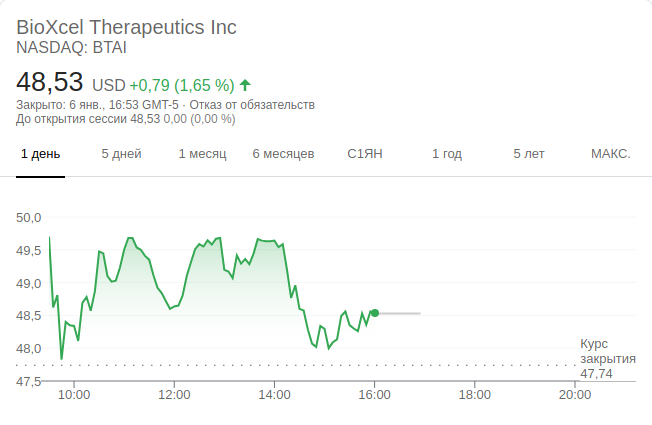 BioXcel Therapeutics Inc
NASDAQ: BTAI
48,53 USD +0,79 (1,65 %)
Закрыто: 6 янв., 16:53 GMT-5 · Отказ от обязательств
До открытия сессии 48,53 0,00 (0,00 %)
1 день 5 дней 1 месяц 6 месяцев С1ЯН 1 год 5 лет МАКС.
50,0
49,5
49,0
48,5
48,0
Курс
закрытия
47,74
47,5
10:00 12:00 14:00 16:00 18:00 20:00